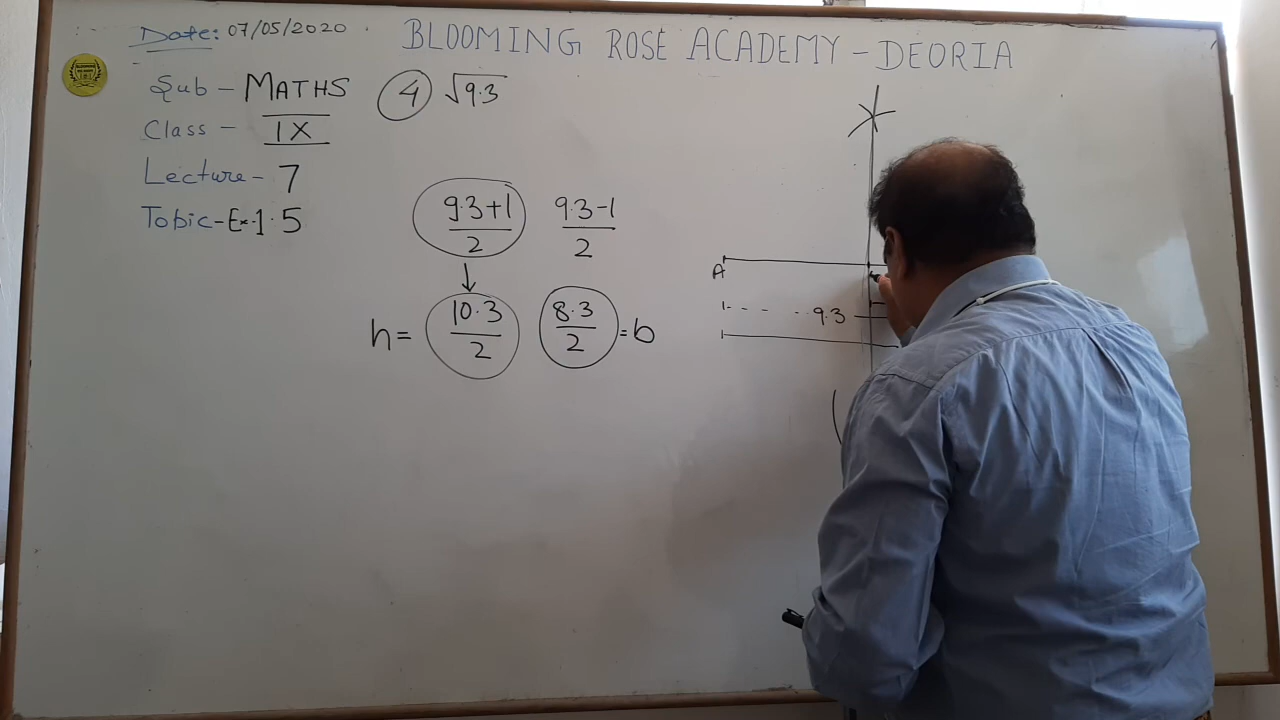 Date: 07/05/2020
BLOOMING ROSE ACADEMY - DEORIA
Sub - MATHS
Class - IX
Lecture - 7
Tobic - Ex-1.5
4 √9.3
9.3+1/2 9.3-1/2
h = 10.3/2 8.3/2 = b
A
9.3